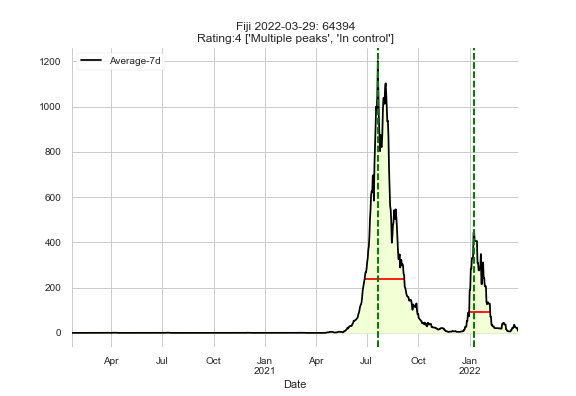 Fiji 2022-03-29: 64394
Rating:4 ['Multiple peaks', 'In control']
Average-7d
1200
1000
800
600
400
200
0
Apr Jul Oct Jan Apr Jul Oct Jan
2021 2022
Date